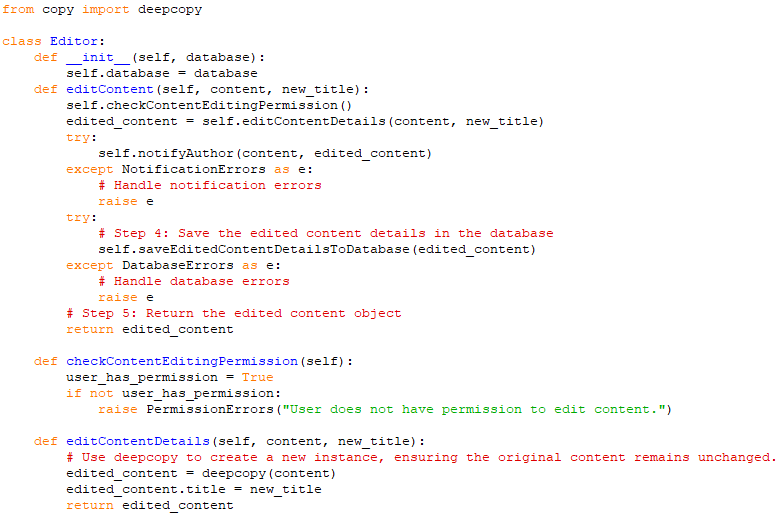 from copy import deepcopy

class Editor:
    def __init__(self, database):
        self.database = database
    def editContent(self, content, new_title):
        self.checkContentEditingPermission()
        edited_content = self.editContentDetails(content, new_title)
        try:
            self.notifyAuthor(content, edited_content)
        except NotificationErrors as e:
            # Handle notification errors
            raise e
        try:
            # Step 4: Save the edited content details in the database
            self.saveEditedContentDetailsToDatabase(edited_content)
        except DatabaseErrors as e:
            # Handle database errors
            raise e
        # Step 5: Return the edited content object
        return edited_content

    def checkContentEditingPermission(self):
        user_has_permission = True
        if not user_has_permission:
            raise PermissionErrors("User does not have permission to edit content.")

    def editContentDetails(self, content, new_title):
        # Use deepcopy to create a new instance, ensuring the original content remains unchanged.
        edited_content = deepcopy(content)
        edited_content.title = new_title
        return edited_content